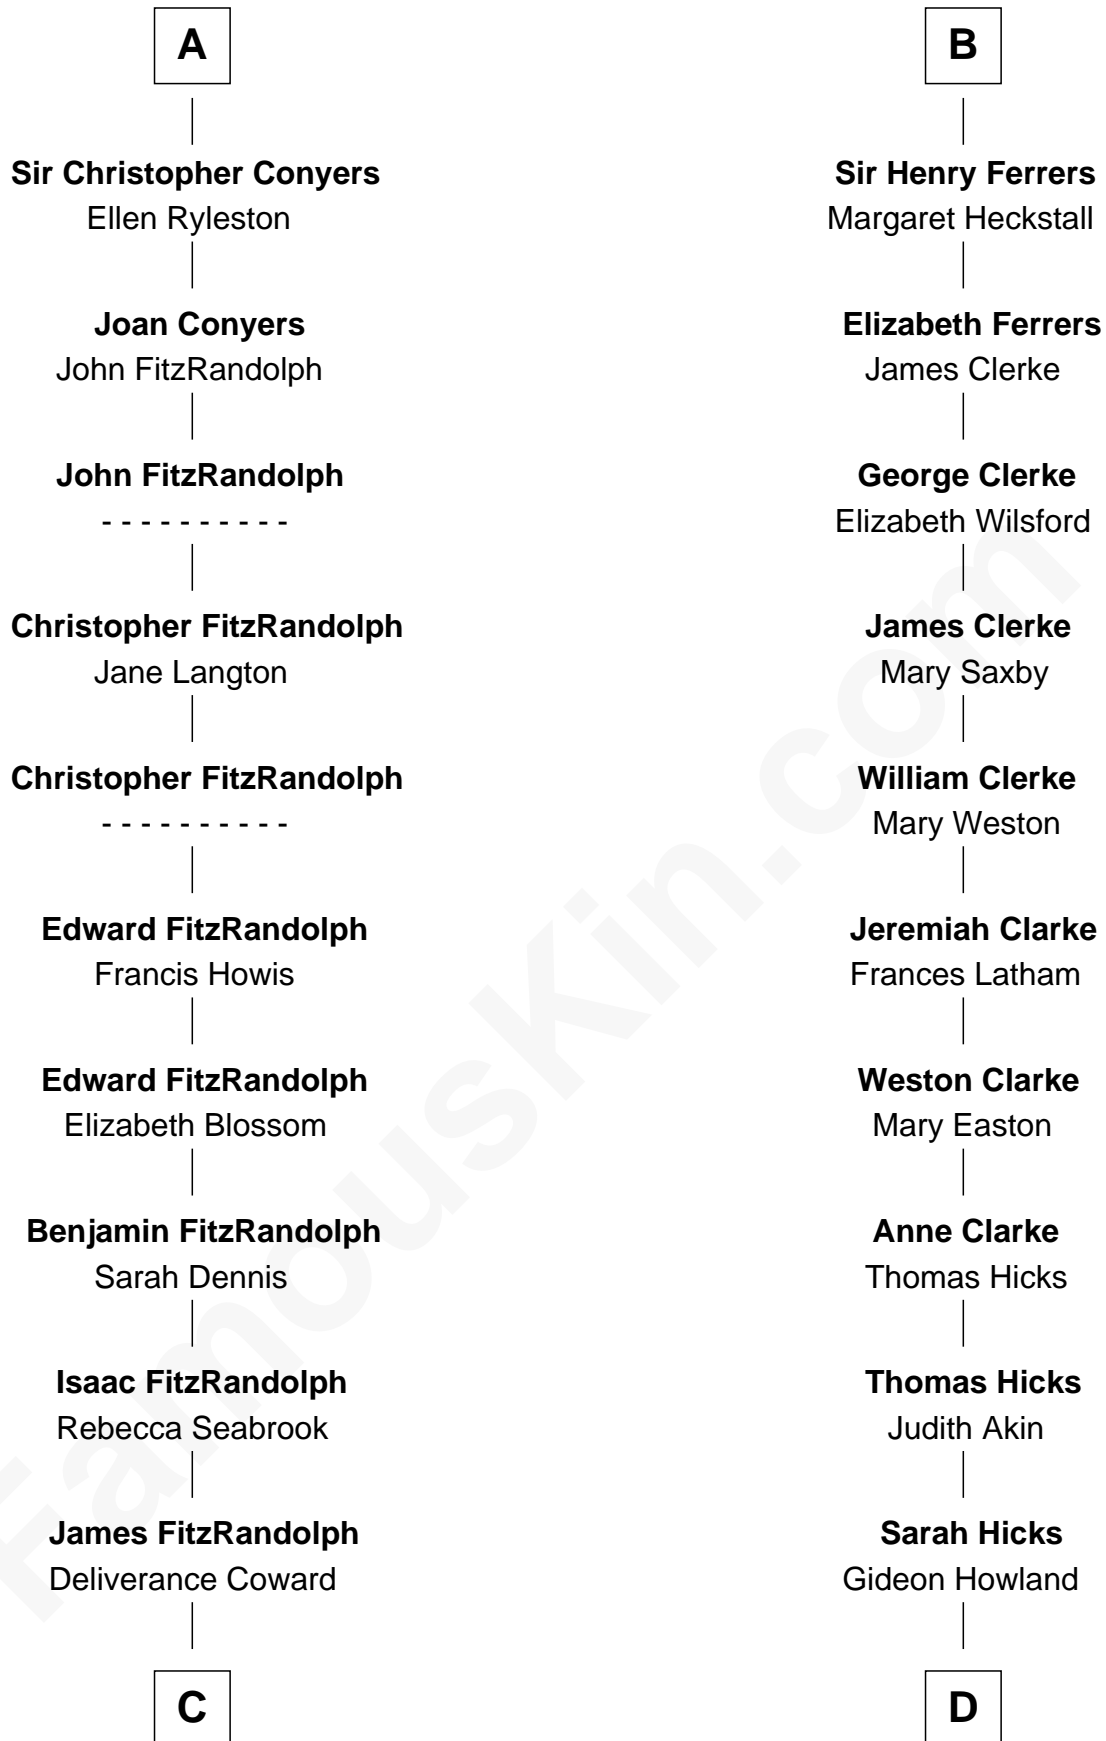 A
Sir Christopher Conyers
Ellen Ryleston
Joan Conyers
John FitzRandolph
John FitzRandolph
- - - - - - - - - -
Christopher FitzRandolph
Jane Langton
Christopher FitzRandolph
- - - - - - - - - -
Edward FitzRandolph
Francis Howis
Edward FitzRandolph
Elizabeth Blossom
Benjamin FitzRandolph
Sarah Dennis
Isaac FitzRandolph
Rebecca Seabrook
James FitzRandolph
Deliverance Coward
C
B
Sir Henry Ferrers
Margaret Heckstall
Elizabeth Ferrers
James Clerke
George Clerke
Elizabeth Wilsford
James Clerke
Mary Saxby
William Clerke
Mary Weston
Jeremiah Clarke
Frances Latham
Weston Clarke
Mary Easton
Anne Clarke
Thomas Hicks
Thomas Hicks
Judith Akin
Sarah Hicks
Gideon Howland
D
FamousKin.com